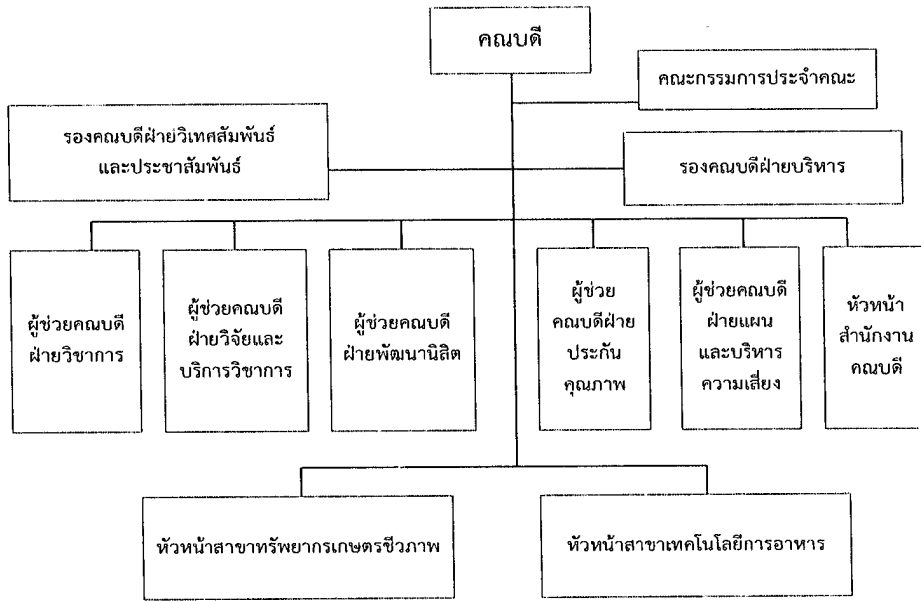 คณบดี
คณะกรรมการประจำคณะ
รองคณบดีฝ่ายวิเทศสัมพันธ์
และประชาสัมพันธ์
รองคณบดีฝ่ายบริหาร
ผู้ช่วยคณบดี
ฝ่ายวิชาการ
ผู้ช่วยคณบดี
ฝ่ายวิจัยและ
บริการวิชาการ
ผู้ช่วยคณบดี
ฝ่ายพัฒนานิสิต
ผู้ช่วย
คณบดีฝ่าย
ประกัน
คุณภาพ
ผู้ช่วยคณบดี
ฝ่ายแผน
และบริหาร
ความเสี่ยง
หัวหน้า
สำนักงาน
คณบดี
หัวหน้าสาขาทรัพยากรเกษตรชีวภาพ
หัวหน้าสาขาเทคโนโลยีการอาหาร